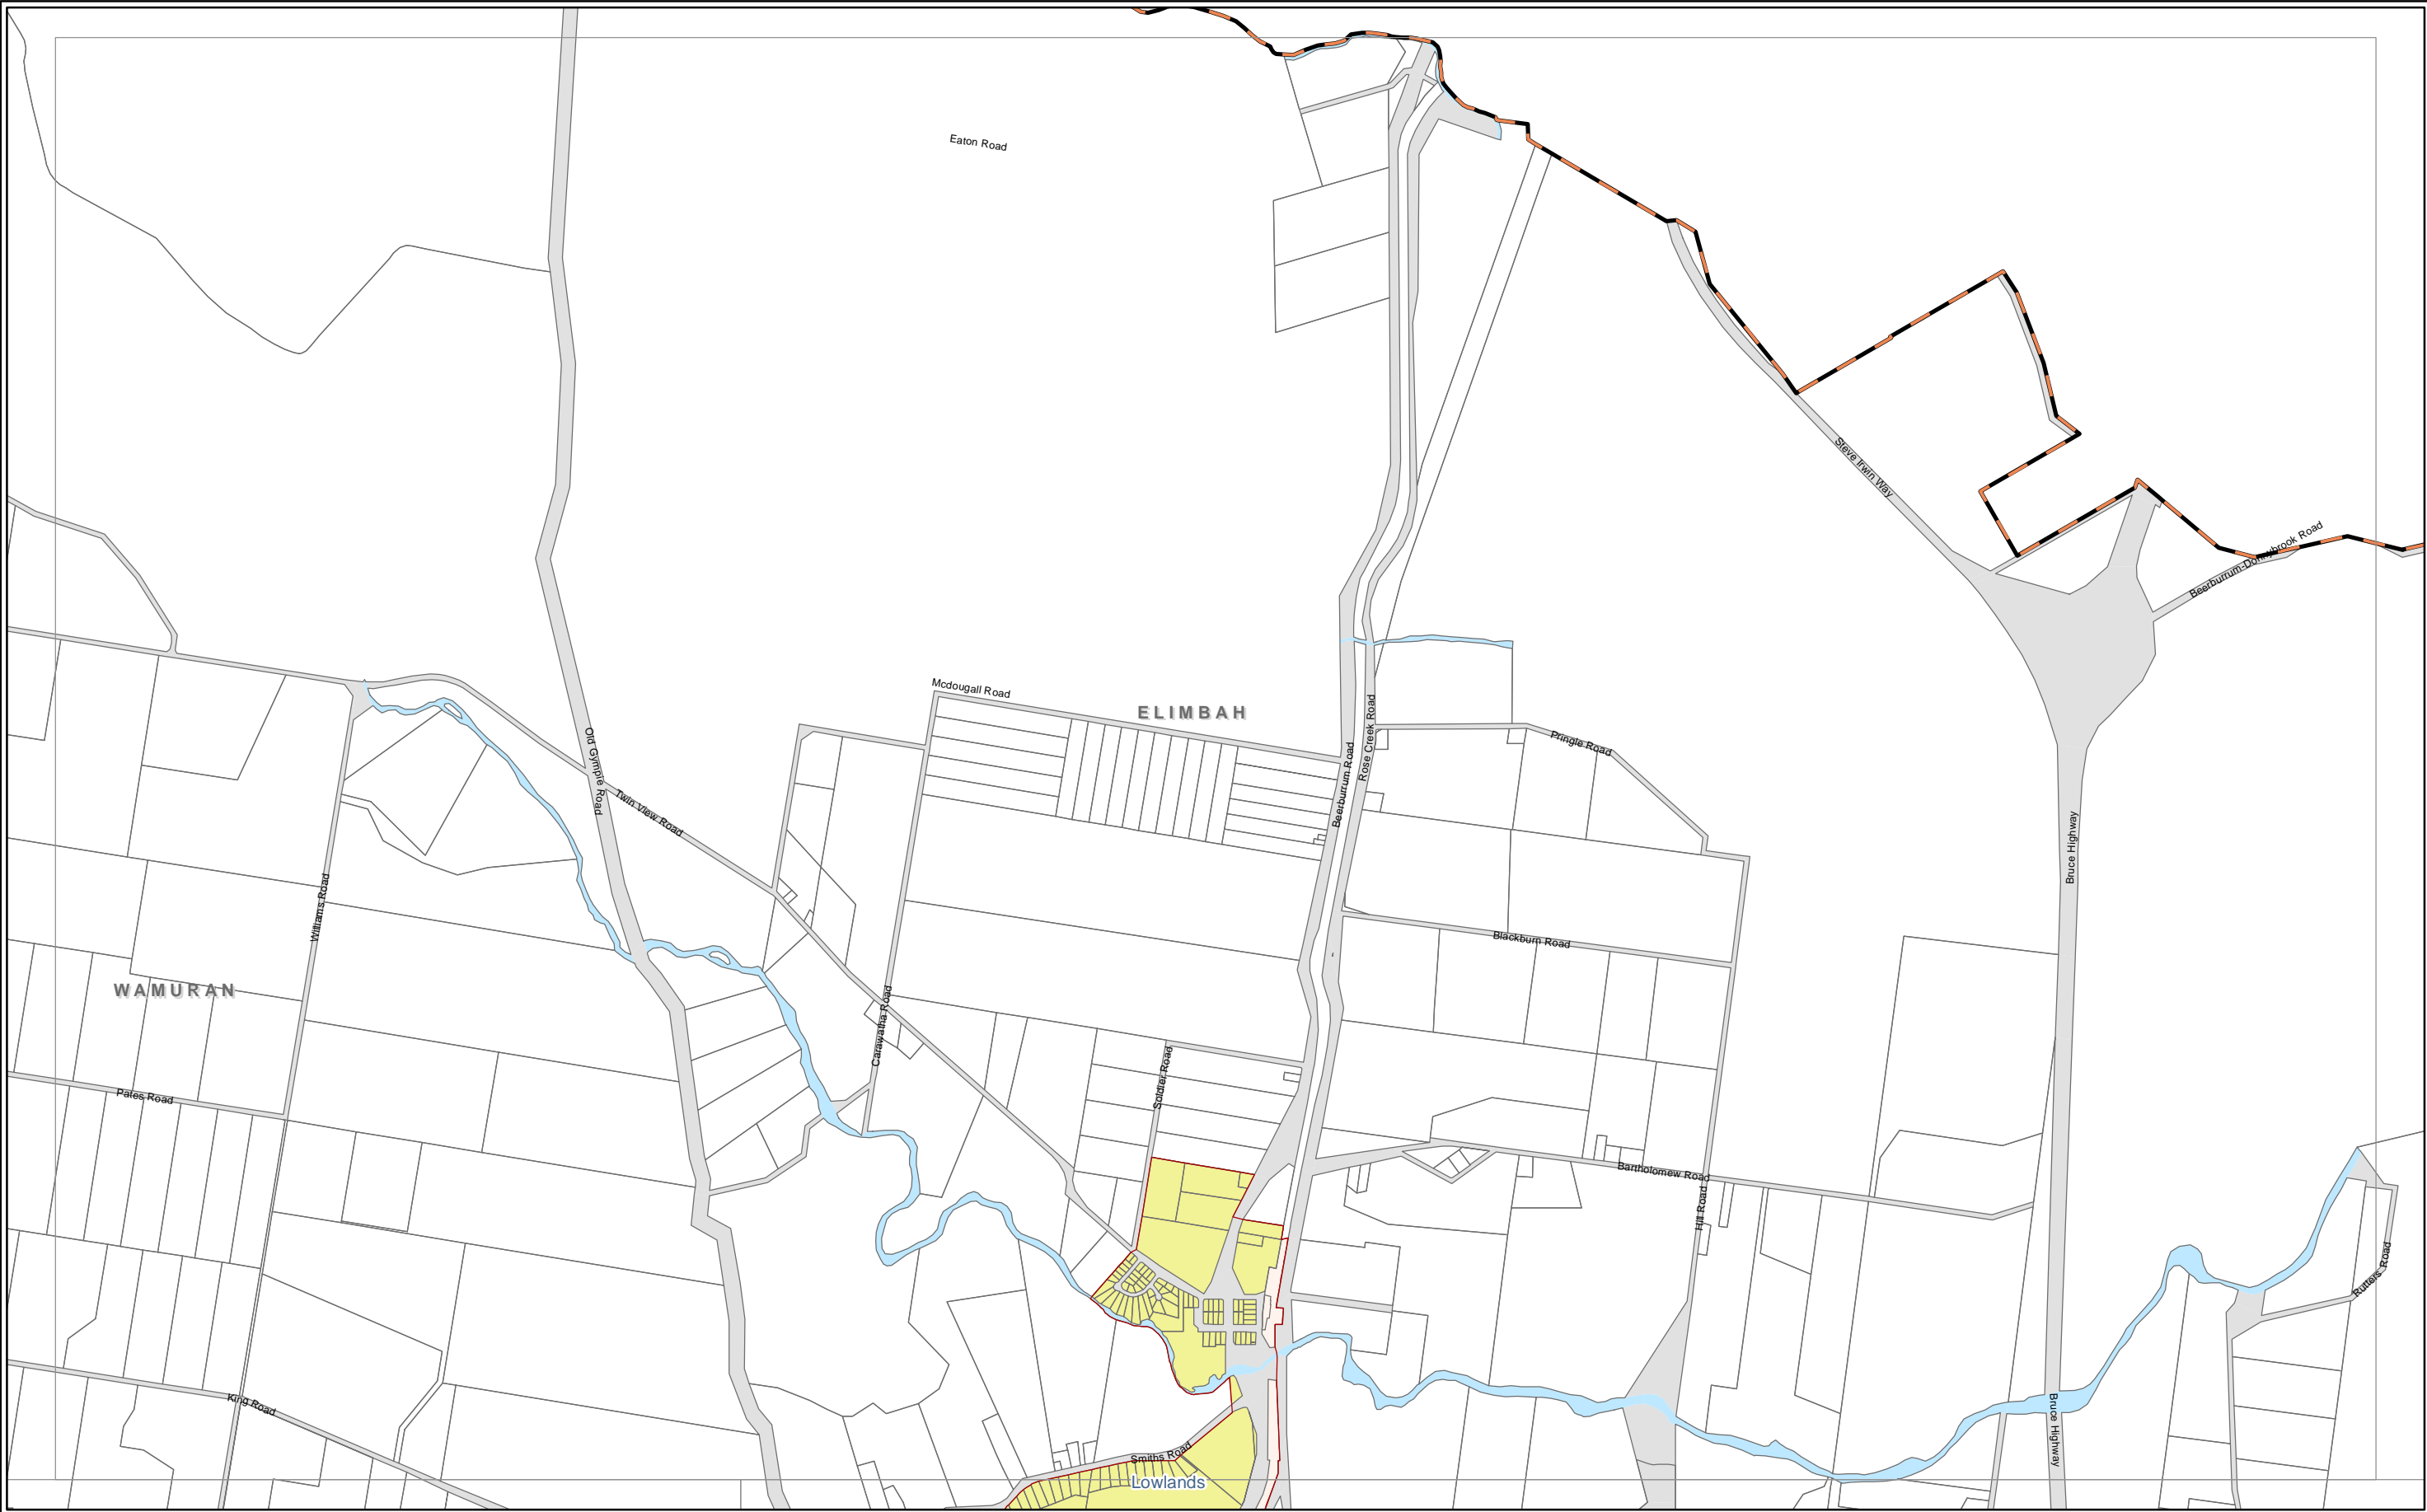 Eaton Road
Steve Irwin Way
Beerburrum-Donnybrook Road
Mcdougall Road
ELIMBAH
Rose Creek Road
Pringle Road
Old Gympie Road
Beerburrum Road
Twin View Road
Bruce Highway
Williams Road
Blackburn Road
WAMURAN
Carawatha Road
Soldier Road
Pates Road
Bartholomew Road
Hill Road
Rutters Road
King Road
Bruce Highway
Smiths Road
Lowlands